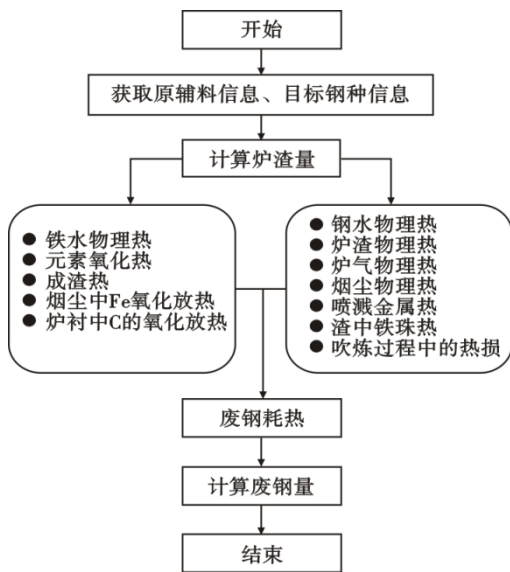 开始
获取原辅料信息、目标钢种信息
计算炉渣量
● 铁水物理热
● 元素氧化热
● 成渣热
● 烟尘中Fe氧化放热
● 炉衬中C的氧化放热
● 钢水物理热
● 炉渣物理热
● 炉气物理热
● 烟尘物理热
● 喷溅金属热
● 渣中铁珠热
● 吹炼过程中的热损
废钢耗热
计算废钢量
结束